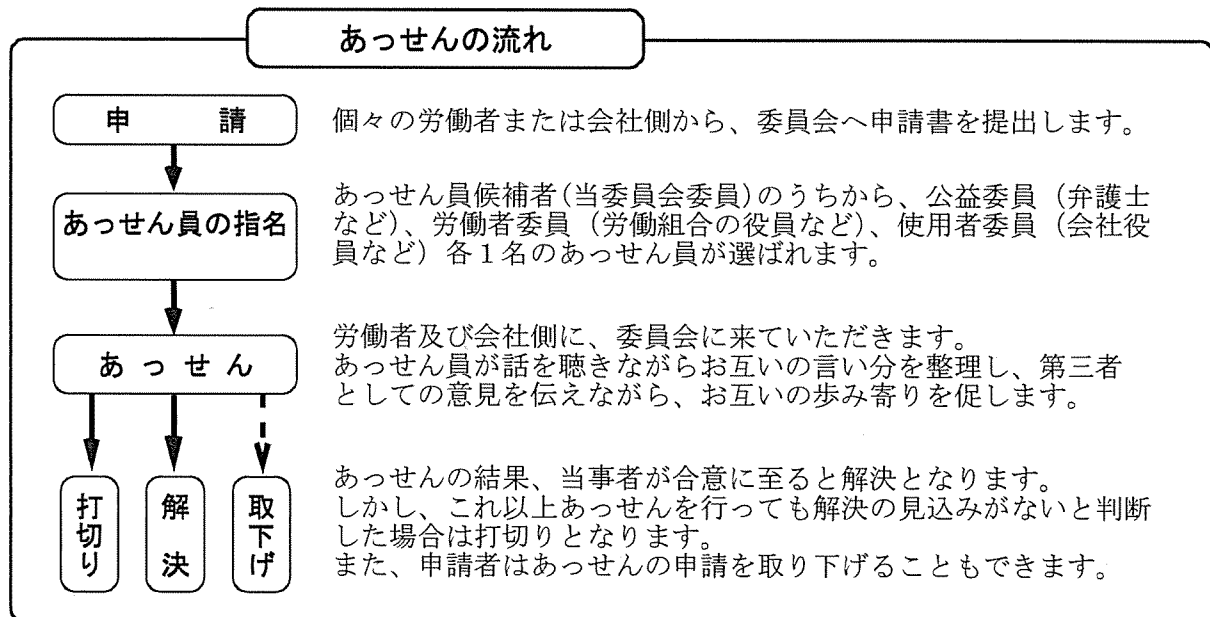 あっせんの流れ
申請
個々の労働者または会社側から、委員会へ申請書を提出します。
あっせん員の指名
あっせん員候補者(当委員会委員)のうちから、公益委員（弁護士
など)、労働者委員（労働組合の役員など)、使用者委員（会社役
員など）各１名のあっせん員が選ばれます。
あっせん
労働者及び会社側に、委員会に来ていただきます。
あっせん員が話を聴きながらお互いの言い分を整理し、第三者
としての意見を伝えながら、お互いの歩み寄りを促します。
打切り
解決
取下げ
あっせんの結果、当事者が合意に至ると解決となります。
しかし、これ以上あっせんを行っても解決の見込みがないと判断
した場合は打切りとなります。
また、申請者はあっせんの申請を取り下げることもできます。